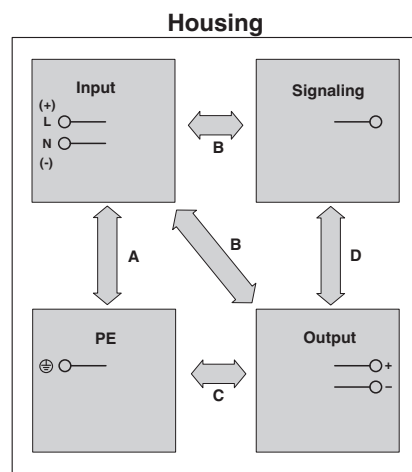 Housing
Input
(+)
L
N
(-)
Signaling
B
A
B
D
PE
Output
+
–
C